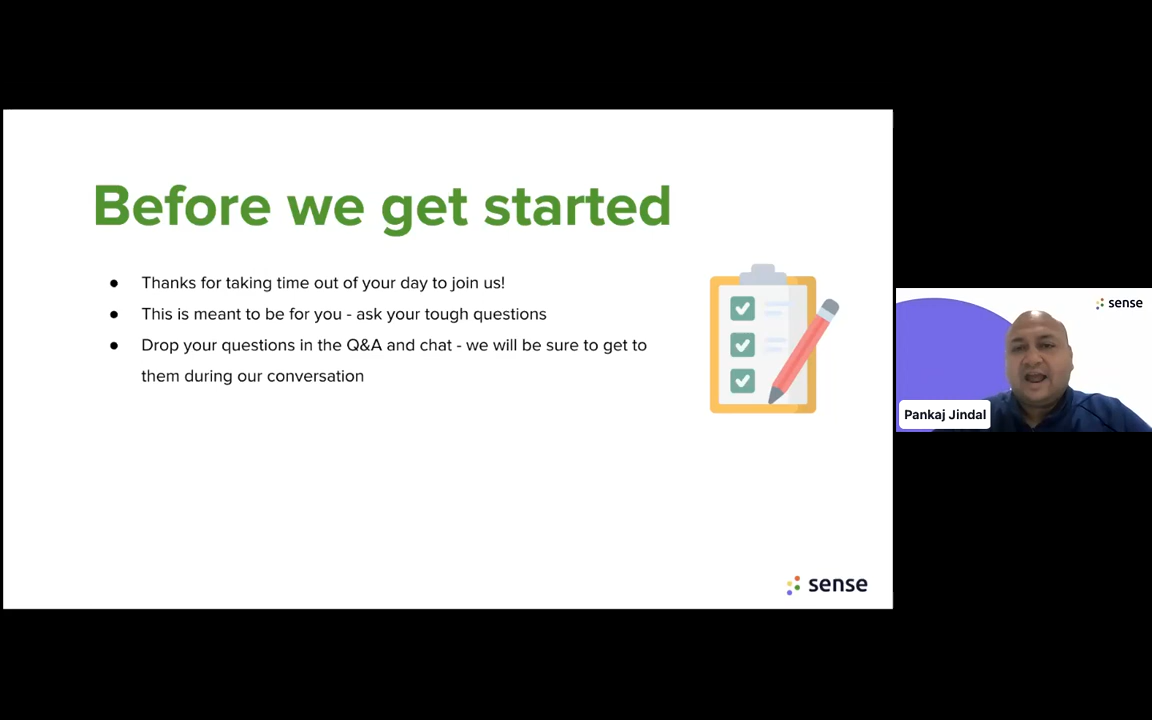 Before we get started
Thanks for taking time out of your day to join us!
This is meant to be for you - ask your tough questions
Drop your questions in the Q&A and chat - we will be sure to get to
them during our conversation
sense
sense
Pankaj Jindal